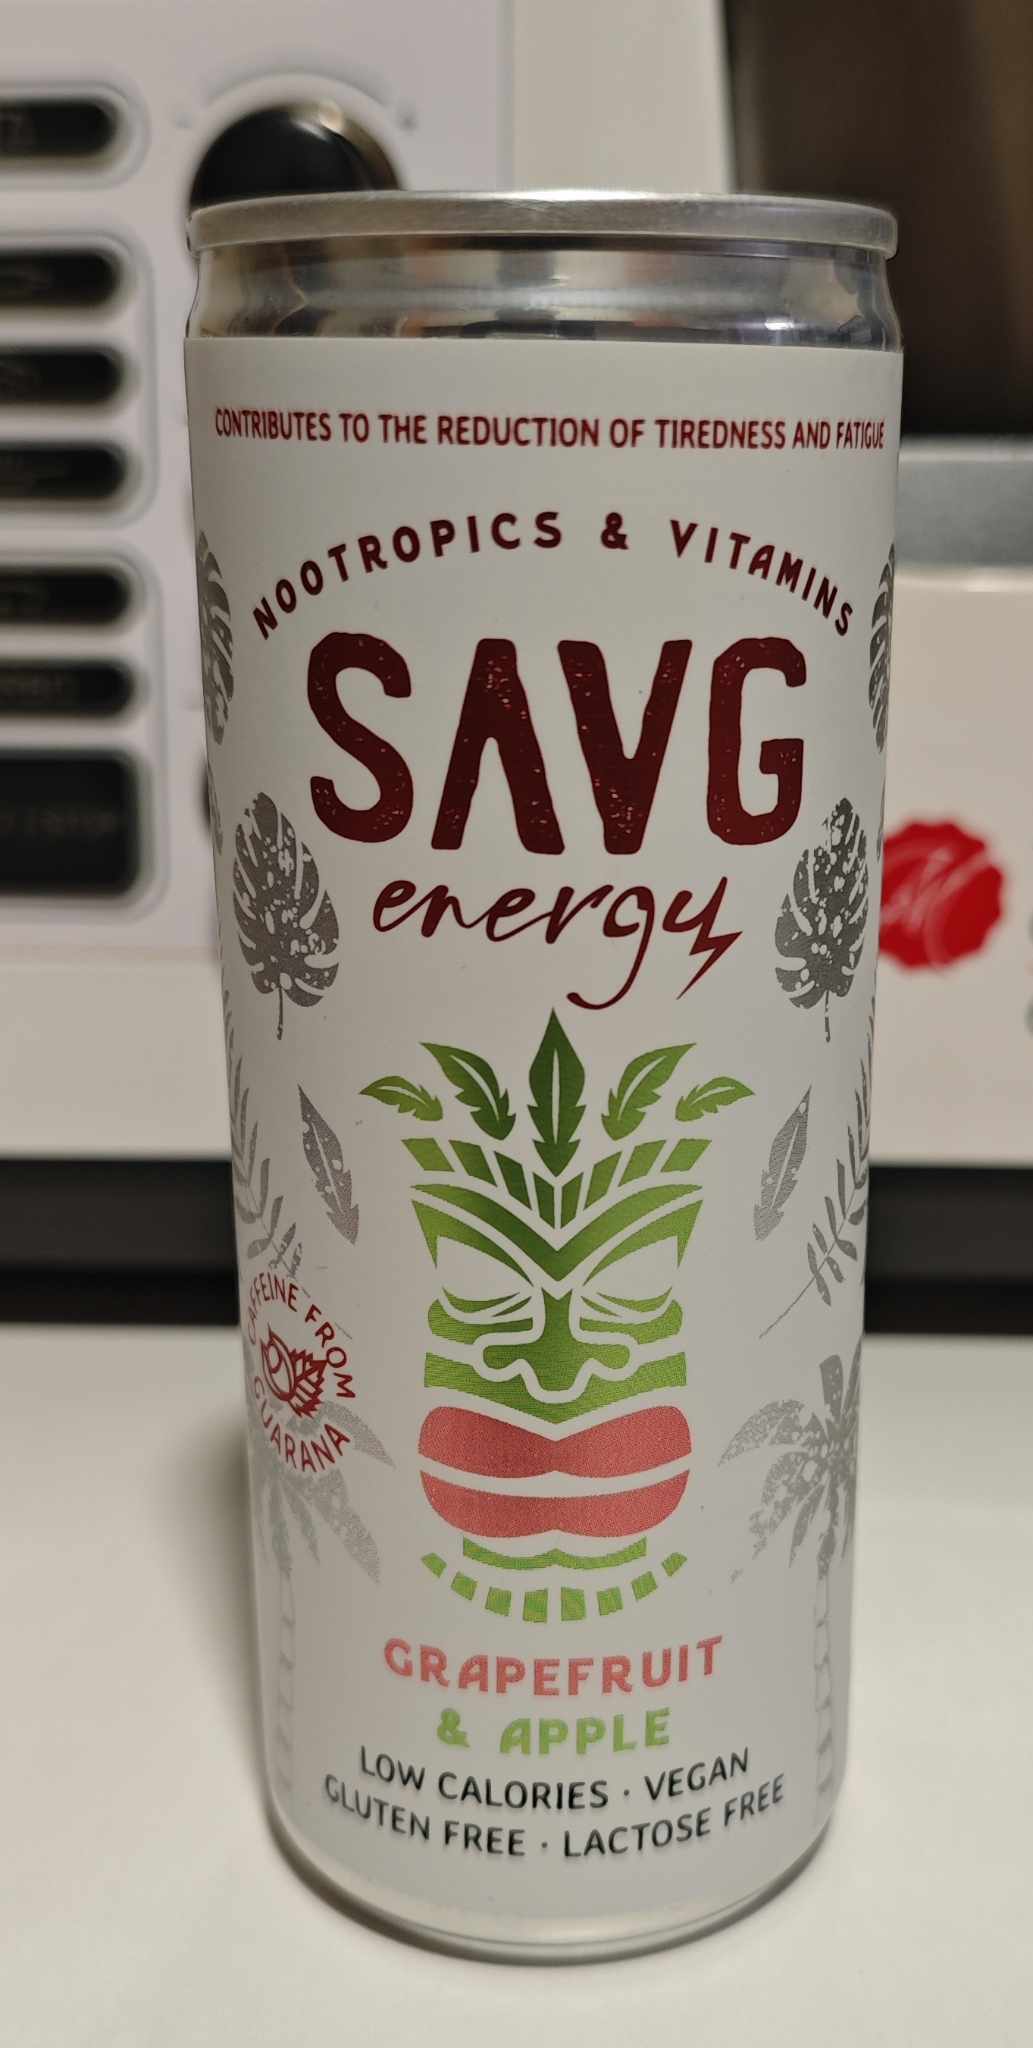 CONTRIBUTES TO THE REDUCTION OF TIREDNESS AND FATIGUE
NOOTROPICS & VITAMINS
SAVG
energy
CAFFEINE FROM
GUARANA
GRAPEFRUIT
& APPLE
LOW CALORIES · VEGAN
GLUTEN FREE · LACTOSE FREE